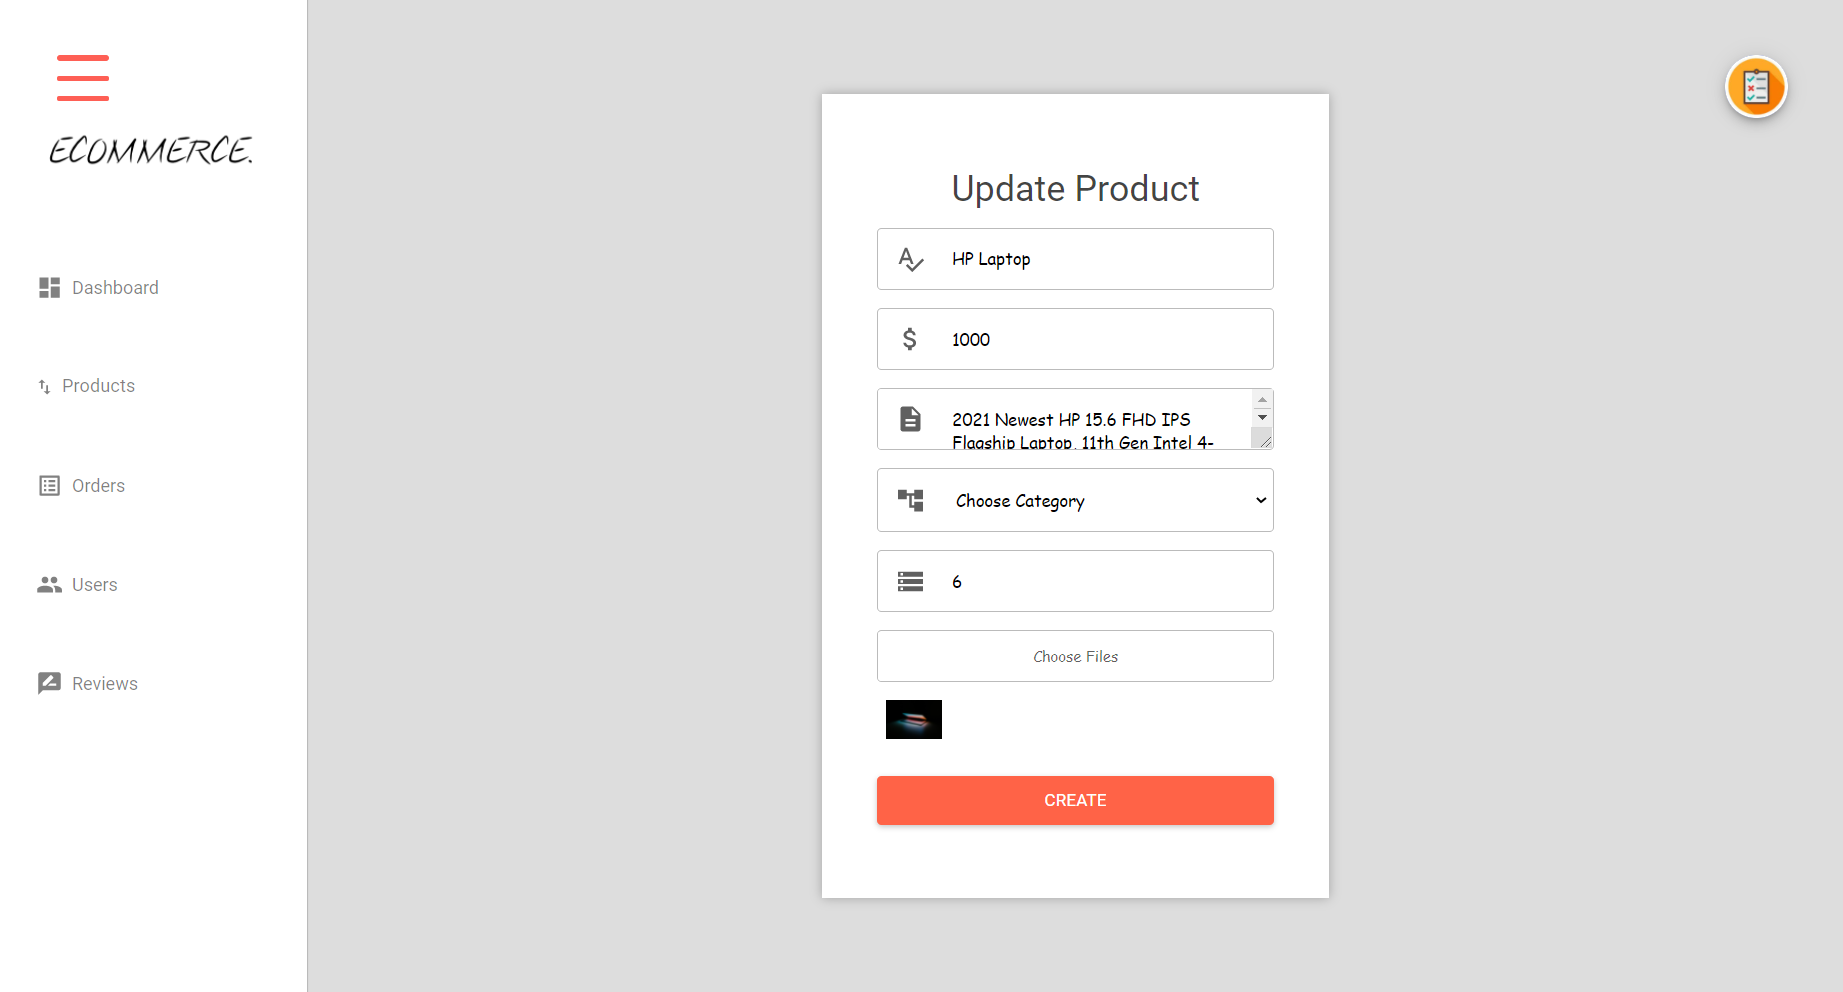 ECOMMERCE.
Dashboard
Products
Orders
Users
Reviews
Update Product
HP Laptop
1000
2021 Newest HP 15.6 FHD IPS
Flagship Laptop, 11th Gen Intel 4-
Choose Category
6
Choose Files
CREATE